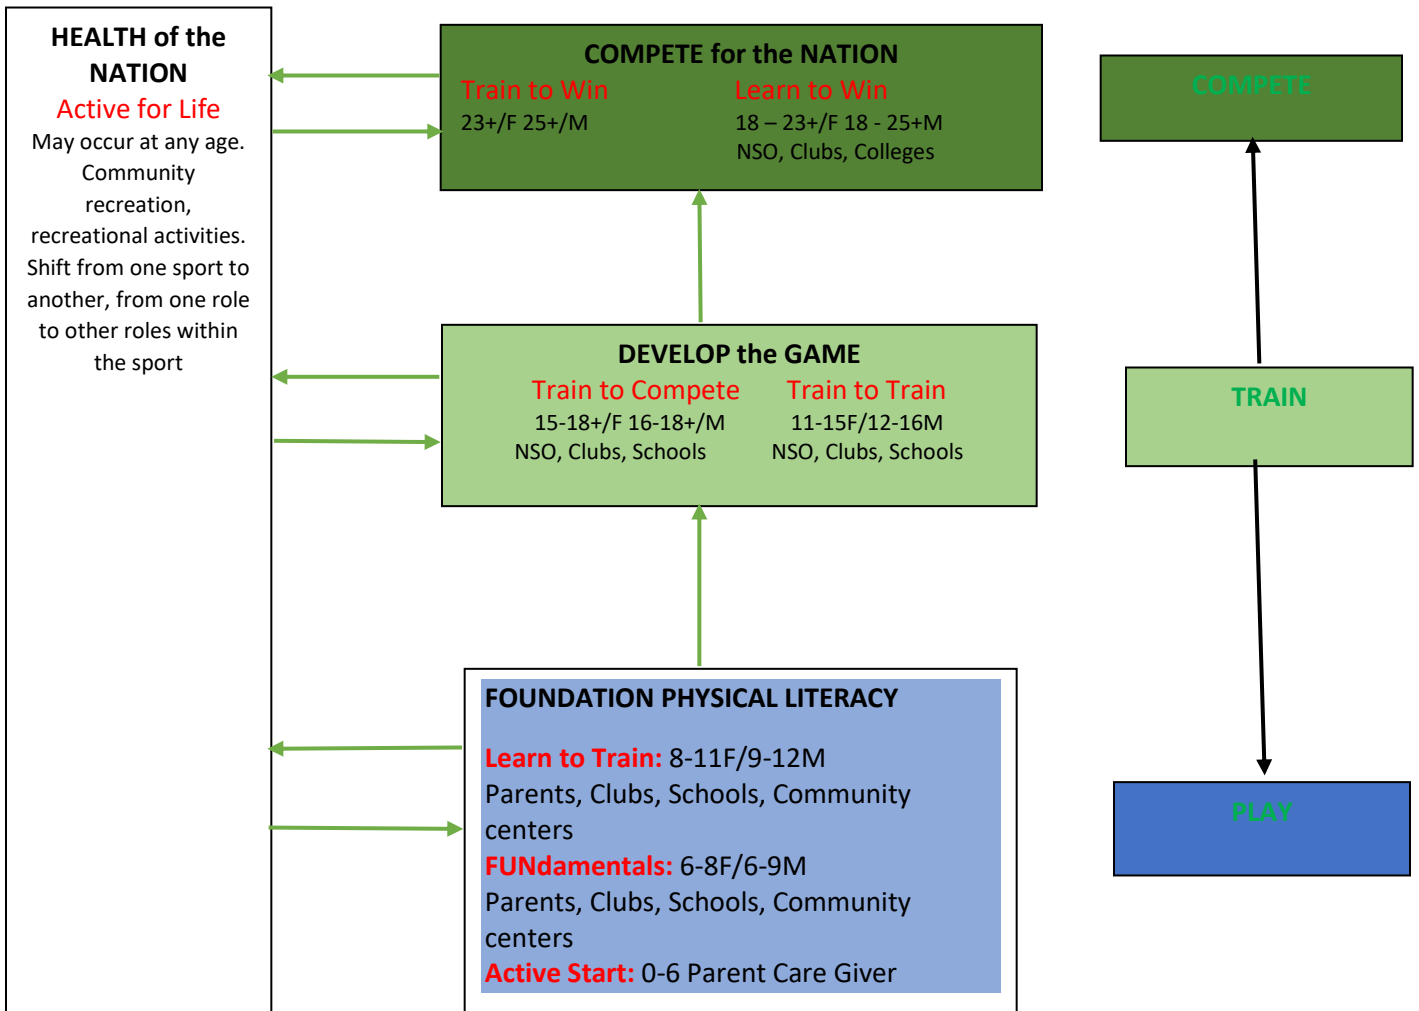 HEALTH of the
NATION
Active for Life
May occur at any age.
Community
recreation,
recreational activities.
Shift from one sport to
another, from one role
to other roles within
the sport
COMPETE for the NATION
Train to Win Learn to Win
23+/F 25+/M 18 – 23+/F 18 - 25+M
NSO, Clubs, Colleges
DEVELOP the GAME
Train to Compete Train to Train
15-18+/F 16-18+/M 11-15F/12-16M
NSO, Clubs, Schools NSO, Clubs, Schools
FOUNDATION PHYSICAL LITERACY
Learn to Train: 8-11F/9-12M
Parents, Clubs, Schools, Community
centers
FUNdamentals: 6-8F/6-9M
Parents, Clubs, Schools, Community
centers
Active Start: 0-6 Parent Care Giver
COMPETE
TRAIN
PLAY